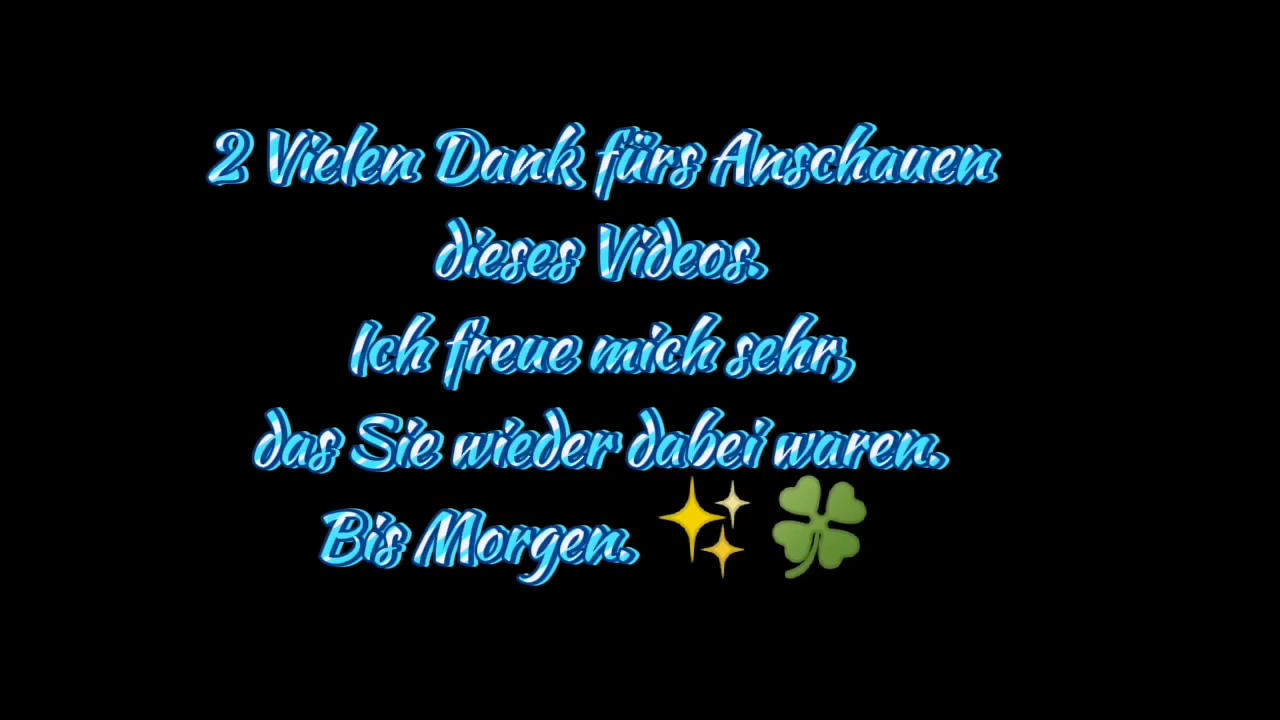 2 Vielen Dank fürs Anschauen
dieses Videos.
Ich freue mich sehr,
das Sie wieder dabei waren.
Bis Morgen. ✨ 🍀